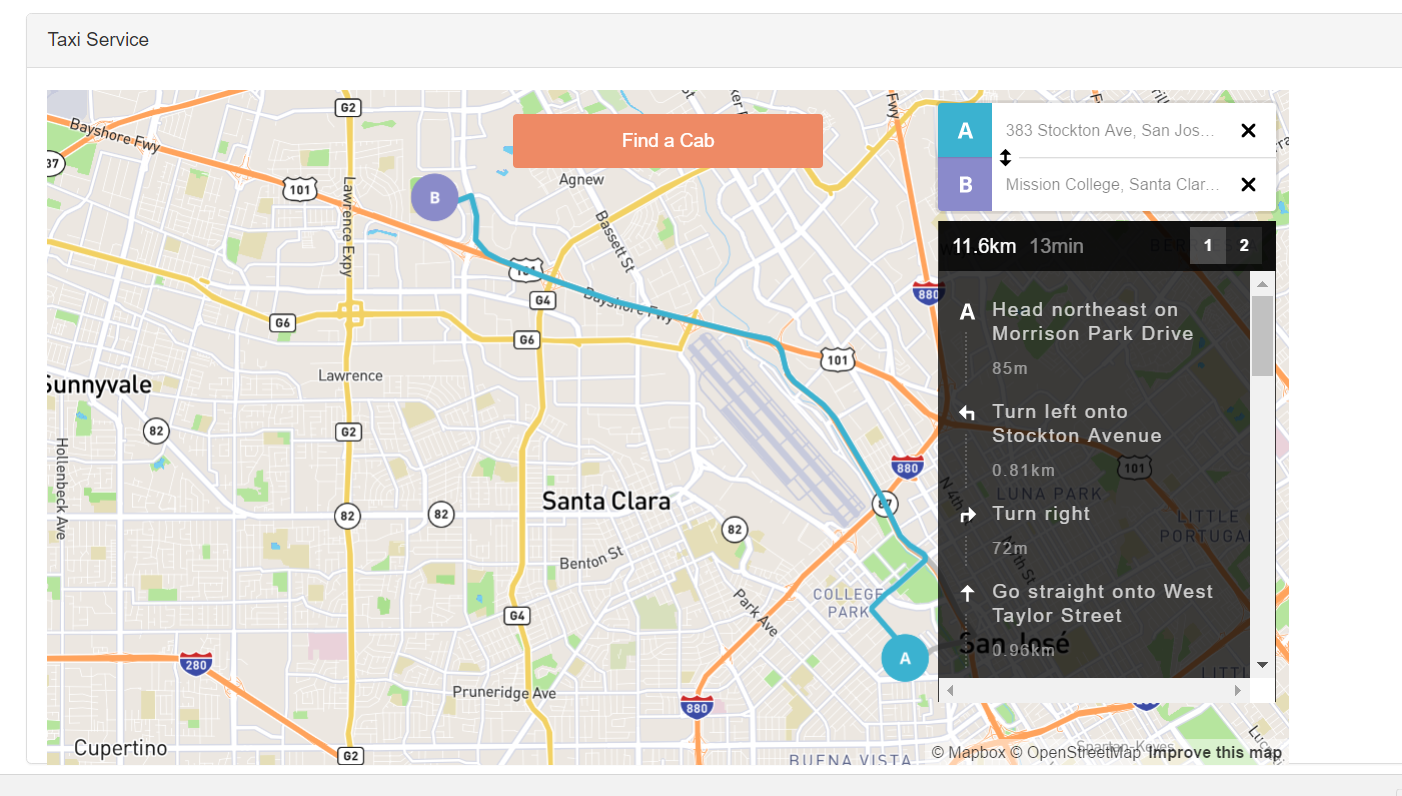 Taxi Service
Find a Cab
A
383 Stockton Ave, San Jos...
B
Mission College, Santa Clar...
11.6km 13min
1 2
A Head northeast on
Morrison Park Drive
85m
Turn left onto
Stockton Avenue
0.81km
Turn right
72m
Go straight onto West
Taylor Street
0.96km
G2
Bayshore Fwy
Fwy
101
Lawrence Expy
B
Agnew
Bassett St
101
G4
Bayshore Fwy
880
G6
G6
101
Sunnyvale
Lawrence
82
G2
Hollenbeck Ave
880
101
N 4th
LUNA PARK
Santa Clara
82
82
87
LITTLE
PORTUGAL
82
Benton St
COLLEGE
PARK
Park Ave
G4
San José
A
280
Pruneridge Ave
880
Cupertino
G2
BUENA VISTA
Spartan-Keyes
© Mapbox © OpenStreetMap Improve this map